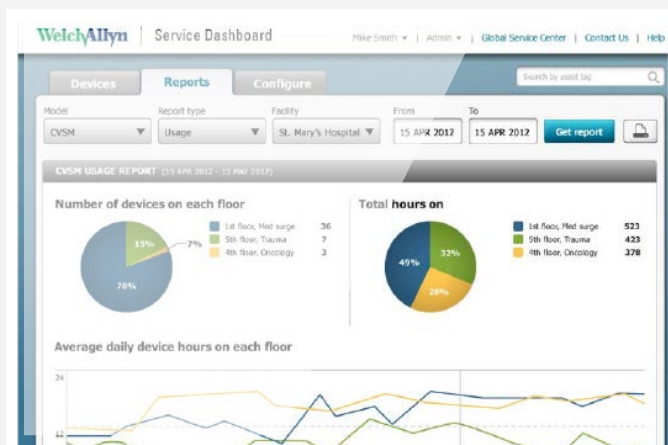 WelchAllyn Service Dashboard Mike Smith Admin Global Service Center | Contact Us | Help
Devices Reports Configure Search by asset tag
Model Report type Facility From To
CVSM Usage St. Mary's Hospital 15 APR 2012 15 APR 2012 Get report
CVSM USAGE REPORT (15 APR 2012 - 15 MAY 2012)
Number of devices on each floor Total hours on
1st floor, Med surge 36 1st floor, Med surge 523
5th floor, Trauma 7 5th floor, Trauma 423
4th floor, Oncology 3 4th floor, Oncology 378
15% 7% 78% 49% 32% 28%
Average daily device hours on each floor
24
12